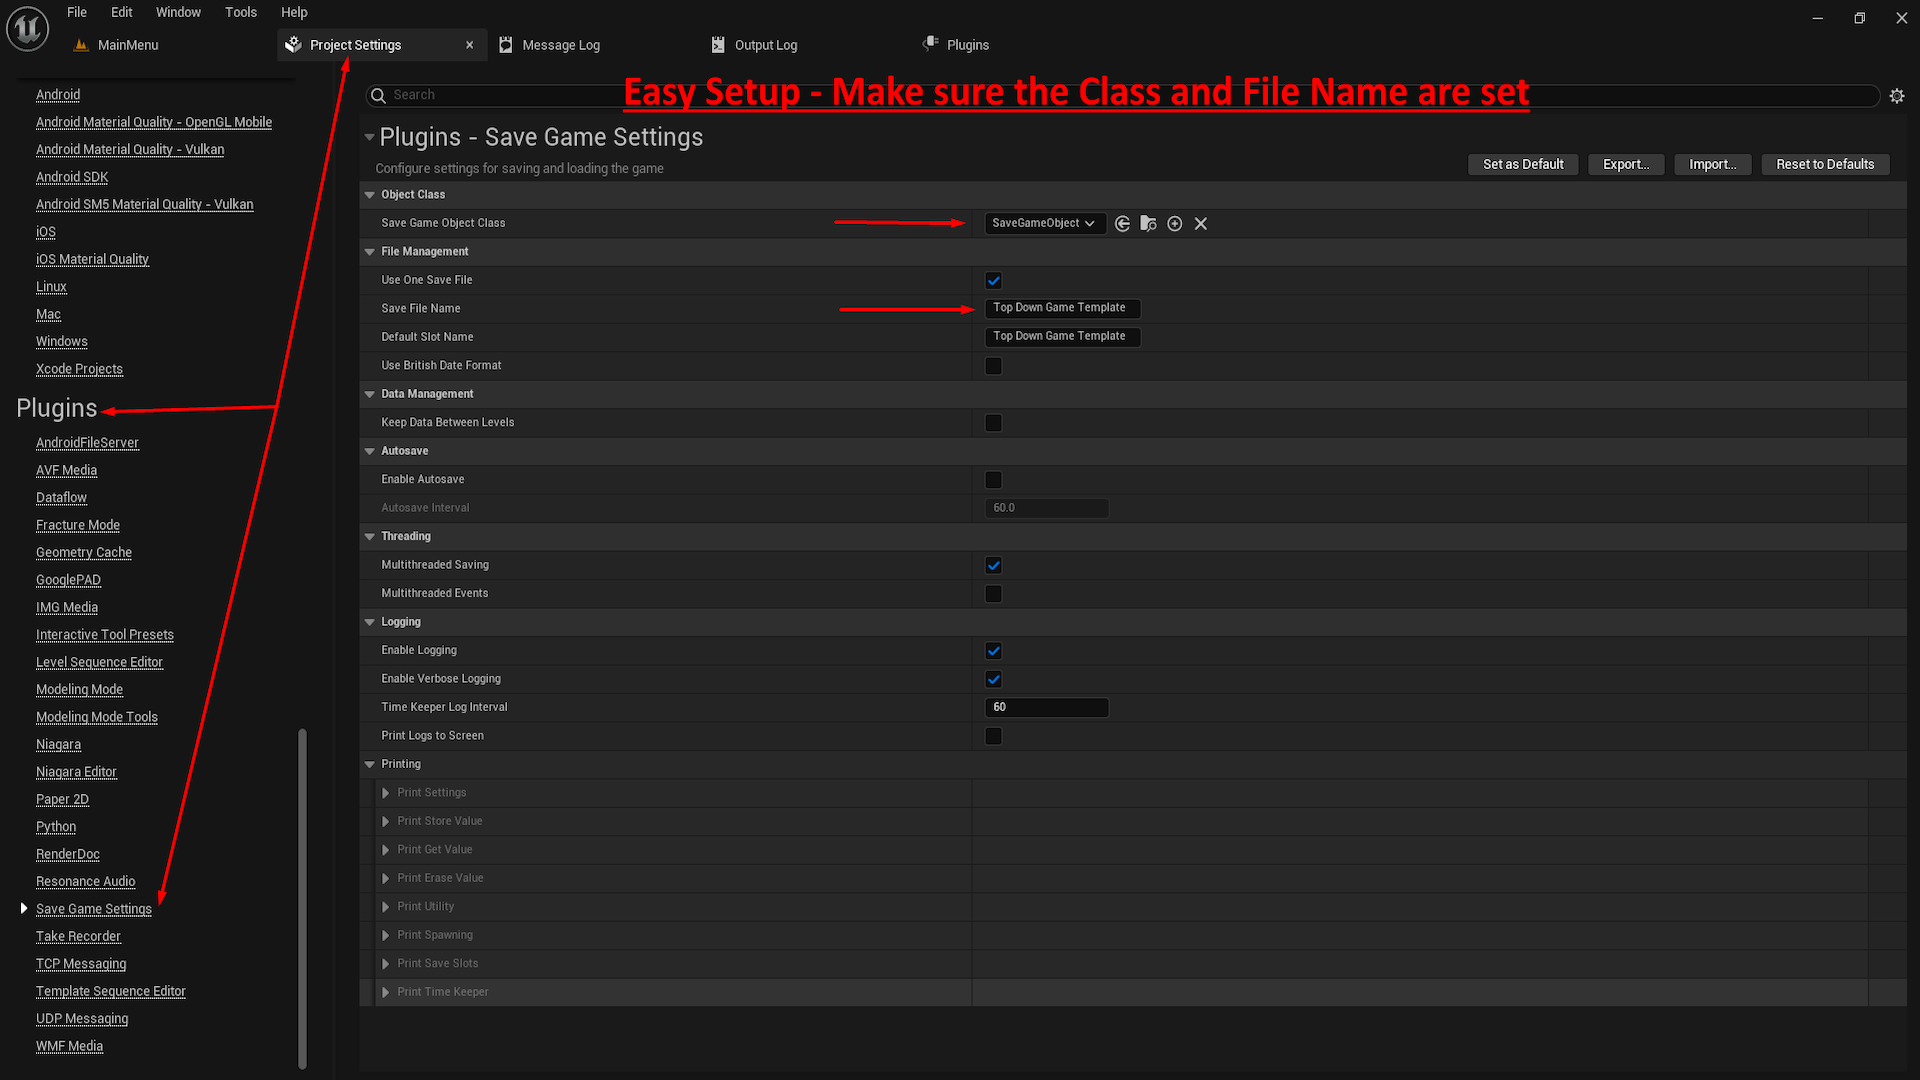 File Edit Window Tools Help
MainMenu
Project Settings
Message Log
Output Log
Plugins
Search
Easy Setup - Make sure the Class and File Name are set
Android
Android Material Quality - OpenGL Mobile
Android Material Quality - Vulkan
Android SDK
Android SM5 Material Quality - Vulkan
iOS
iOS Material Quality
Linux
Mac
Windows
Xcode Projects
Plugins
AndroidFileServer
AVF Media
Dataflow
Fracture Mode
Geometry Cache
GooglePAD
IMG Media
Interactive Tool Presets
Level Sequence Editor
Modeling Mode
Modeling Mode Tools
Niagara
Niagara Editor
Paper 2D
Python
RenderDoc
Resonance Audio
Save Game Settings
Take Recorder
TCP Messaging
Template Sequence Editor
UDP Messaging
WMF Media
Plugins - Save Game Settings
Configure settings for saving and loading the game
Set as Default
Export...
Import...
Reset to Defaults
Object Class
Save Game Object Class
SaveGameObject
File Management
Use One Save File
Save File Name
Top Down Game Template
Default Slot Name
Top Down Game Template
Use British Date Format
Data Management
Keep Data Between Levels
Autosave
Enable Autosave
Autosave Interval
60.0
Threading
Multithreaded Saving
Multithreaded Events
Logging
Enable Logging
Enable Verbose Logging
Time Keeper Log Interval
60
Print Logs to Screen
Printing
Print Settings
Print Store Value
Print Get Value
Print Erase Value
Print Utility
Print Spawning
Print Save Slots
Print Time Keeper